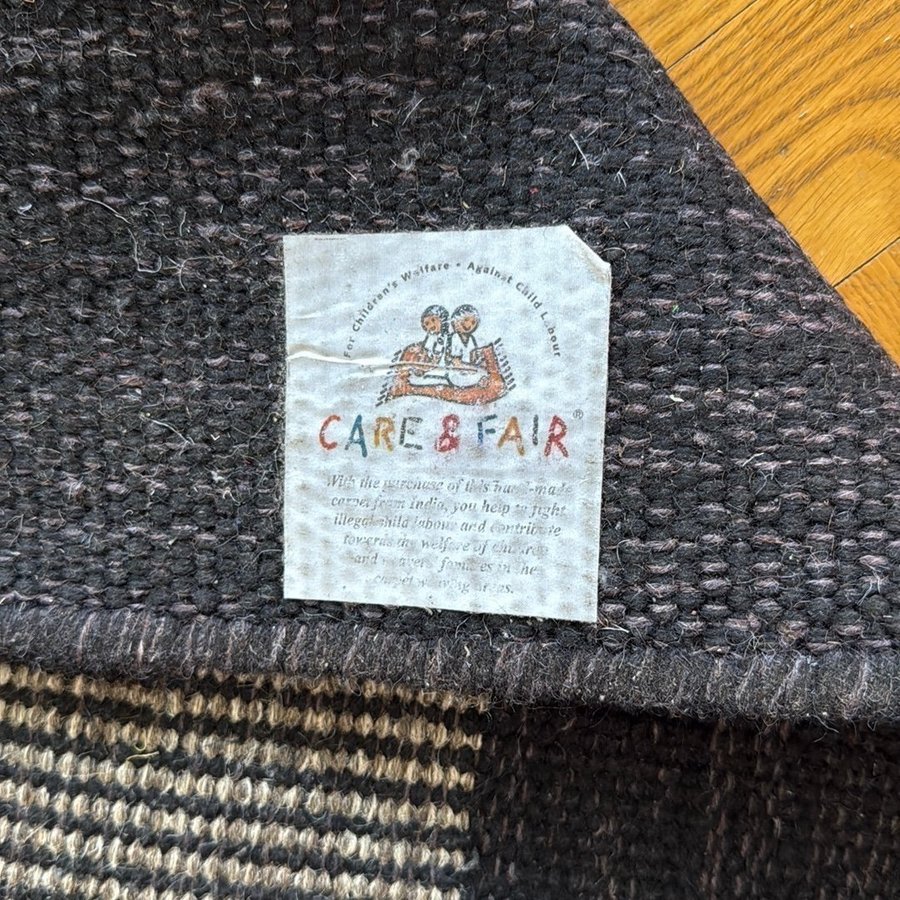 For Children's Welfare • Against Child Labour
CARE & FAIR®
With the purchase of this hand-made
carpet from India, you help to fight
illegal child labour and contribute
towards the welfare of children
and weavers' families in the
carpet weaving areas.